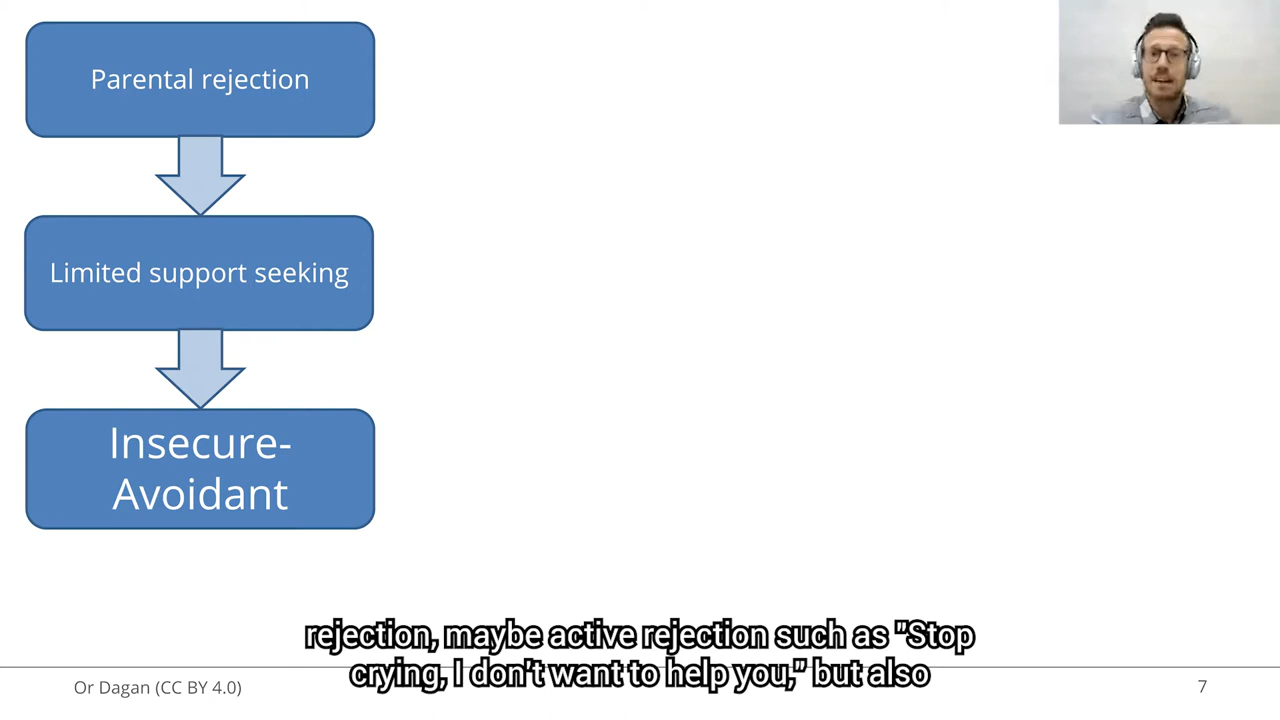 Parental rejection
Limited support seeking
Insecure-
Avoidant
rejection, maybe active rejection such as "Stop
crying, I don't want to help you," but also
Or Dagan (CC BY 4.0)
7